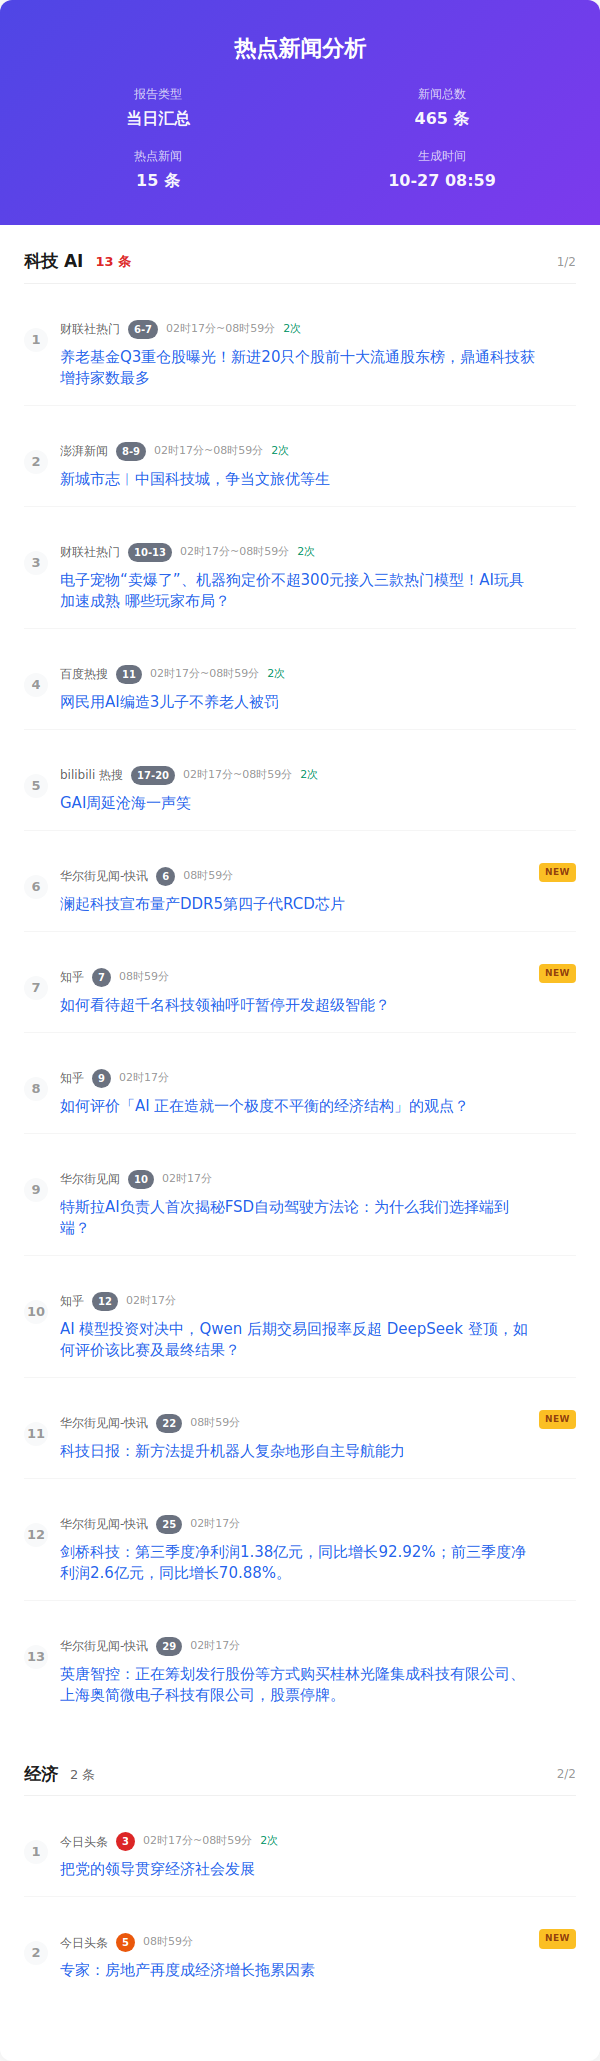 热点新闻分析
报告类型
新闻总数
当日汇总
465 条
热点新闻
生成时间
15 条
10-27 08:59
科技 AI 13 条 1/2
1 财联社热门 6-7 02时17分~08时59分 2次
养老基金Q3重仓股曝光！新进20只个股前十大流通股东榜，鼎通科技获
增持家数最多
2 澎湃新闻 8-9 02时17分~08时59分 2次
新城市志︱中国科技城，争当文旅优等生
3 财联社热门 10-13 02时17分~08时59分 2次
电子宠物“卖爆了”、机器狗定价不超300元接入三款热门模型！AI玩具
加速成熟 哪些玩家布局？
4 百度热搜 11 02时17分~08时59分 2次
网民用AI编造3儿子不养老人被罚
5 bilibili 热搜 17-20 02时17分~08时59分 2次
GAI周延沧海一声笑
6 华尔街见闻-快讯 6 08时59分 NEW
澜起科技宣布量产DDR5第四子代RCD芯片
7 知乎 7 08时59分 NEW
如何看待超千名科技领袖呼吁暂停开发超级智能？
8 知乎 9 02时17分
如何评价「AI 正在造就一个极度不平衡的经济结构」的观点？
9 华尔街见闻 10 02时17分
特斯拉AI负责人首次揭秘FSD自动驾驶方法论：为什么我们选择端到
端？
10 知乎 12 02时17分
AI 模型投资对决中，Qwen 后期交易回报率反超 DeepSeek 登顶，如
何评价该比赛及最终结果？
11 华尔街见闻-快讯 22 08时59分 NEW
科技日报：新方法提升机器人复杂地形自主导航能力
12 华尔街见闻-快讯 25 02时17分
剑桥科技：第三季度净利润1.38亿元，同比增长92.92%；前三季度净
利润2.6亿元，同比增长70.88%。
13 华尔街见闻-快讯 29 02时17分
英唐智控：正在筹划发行股份等方式购买桂林光隆集成科技有限公司、
上海奥简微电子科技有限公司，股票停牌。
经济 2 条 2/2
1 今日头条 3 02时17分~08时59分 2次
把党的领导贯穿经济社会发展
2 今日头条 5 08时59分 NEW
专家：房地产再度成经济增长拖累因素